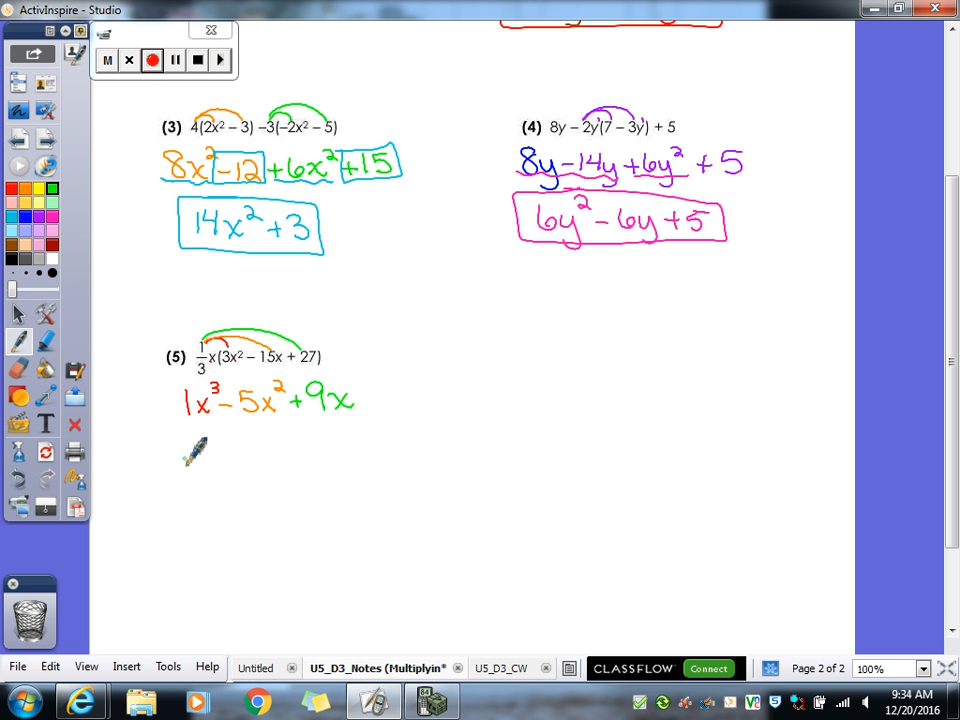 ActivInspire - Studio
M
(3) 4(2x² – 3) –3(–2x² – 5)
8x² -12 +6x² +15
14x² + 3
(4) 8y – 2y(7 – 3y) + 5
8y -14y +6y² + 5
6y² - 6y + 5
(5) 1/3x(3x² – 15x + 27)
1x³ - 5x² + 9x
File Edit View Insert Tools Help
Untitled
U5_D3_Notes (Multiplyin*
U5_D3_CW
CLASSFLOW Connect
Page 2 of 2
100%
9:34 AM
12/20/2016